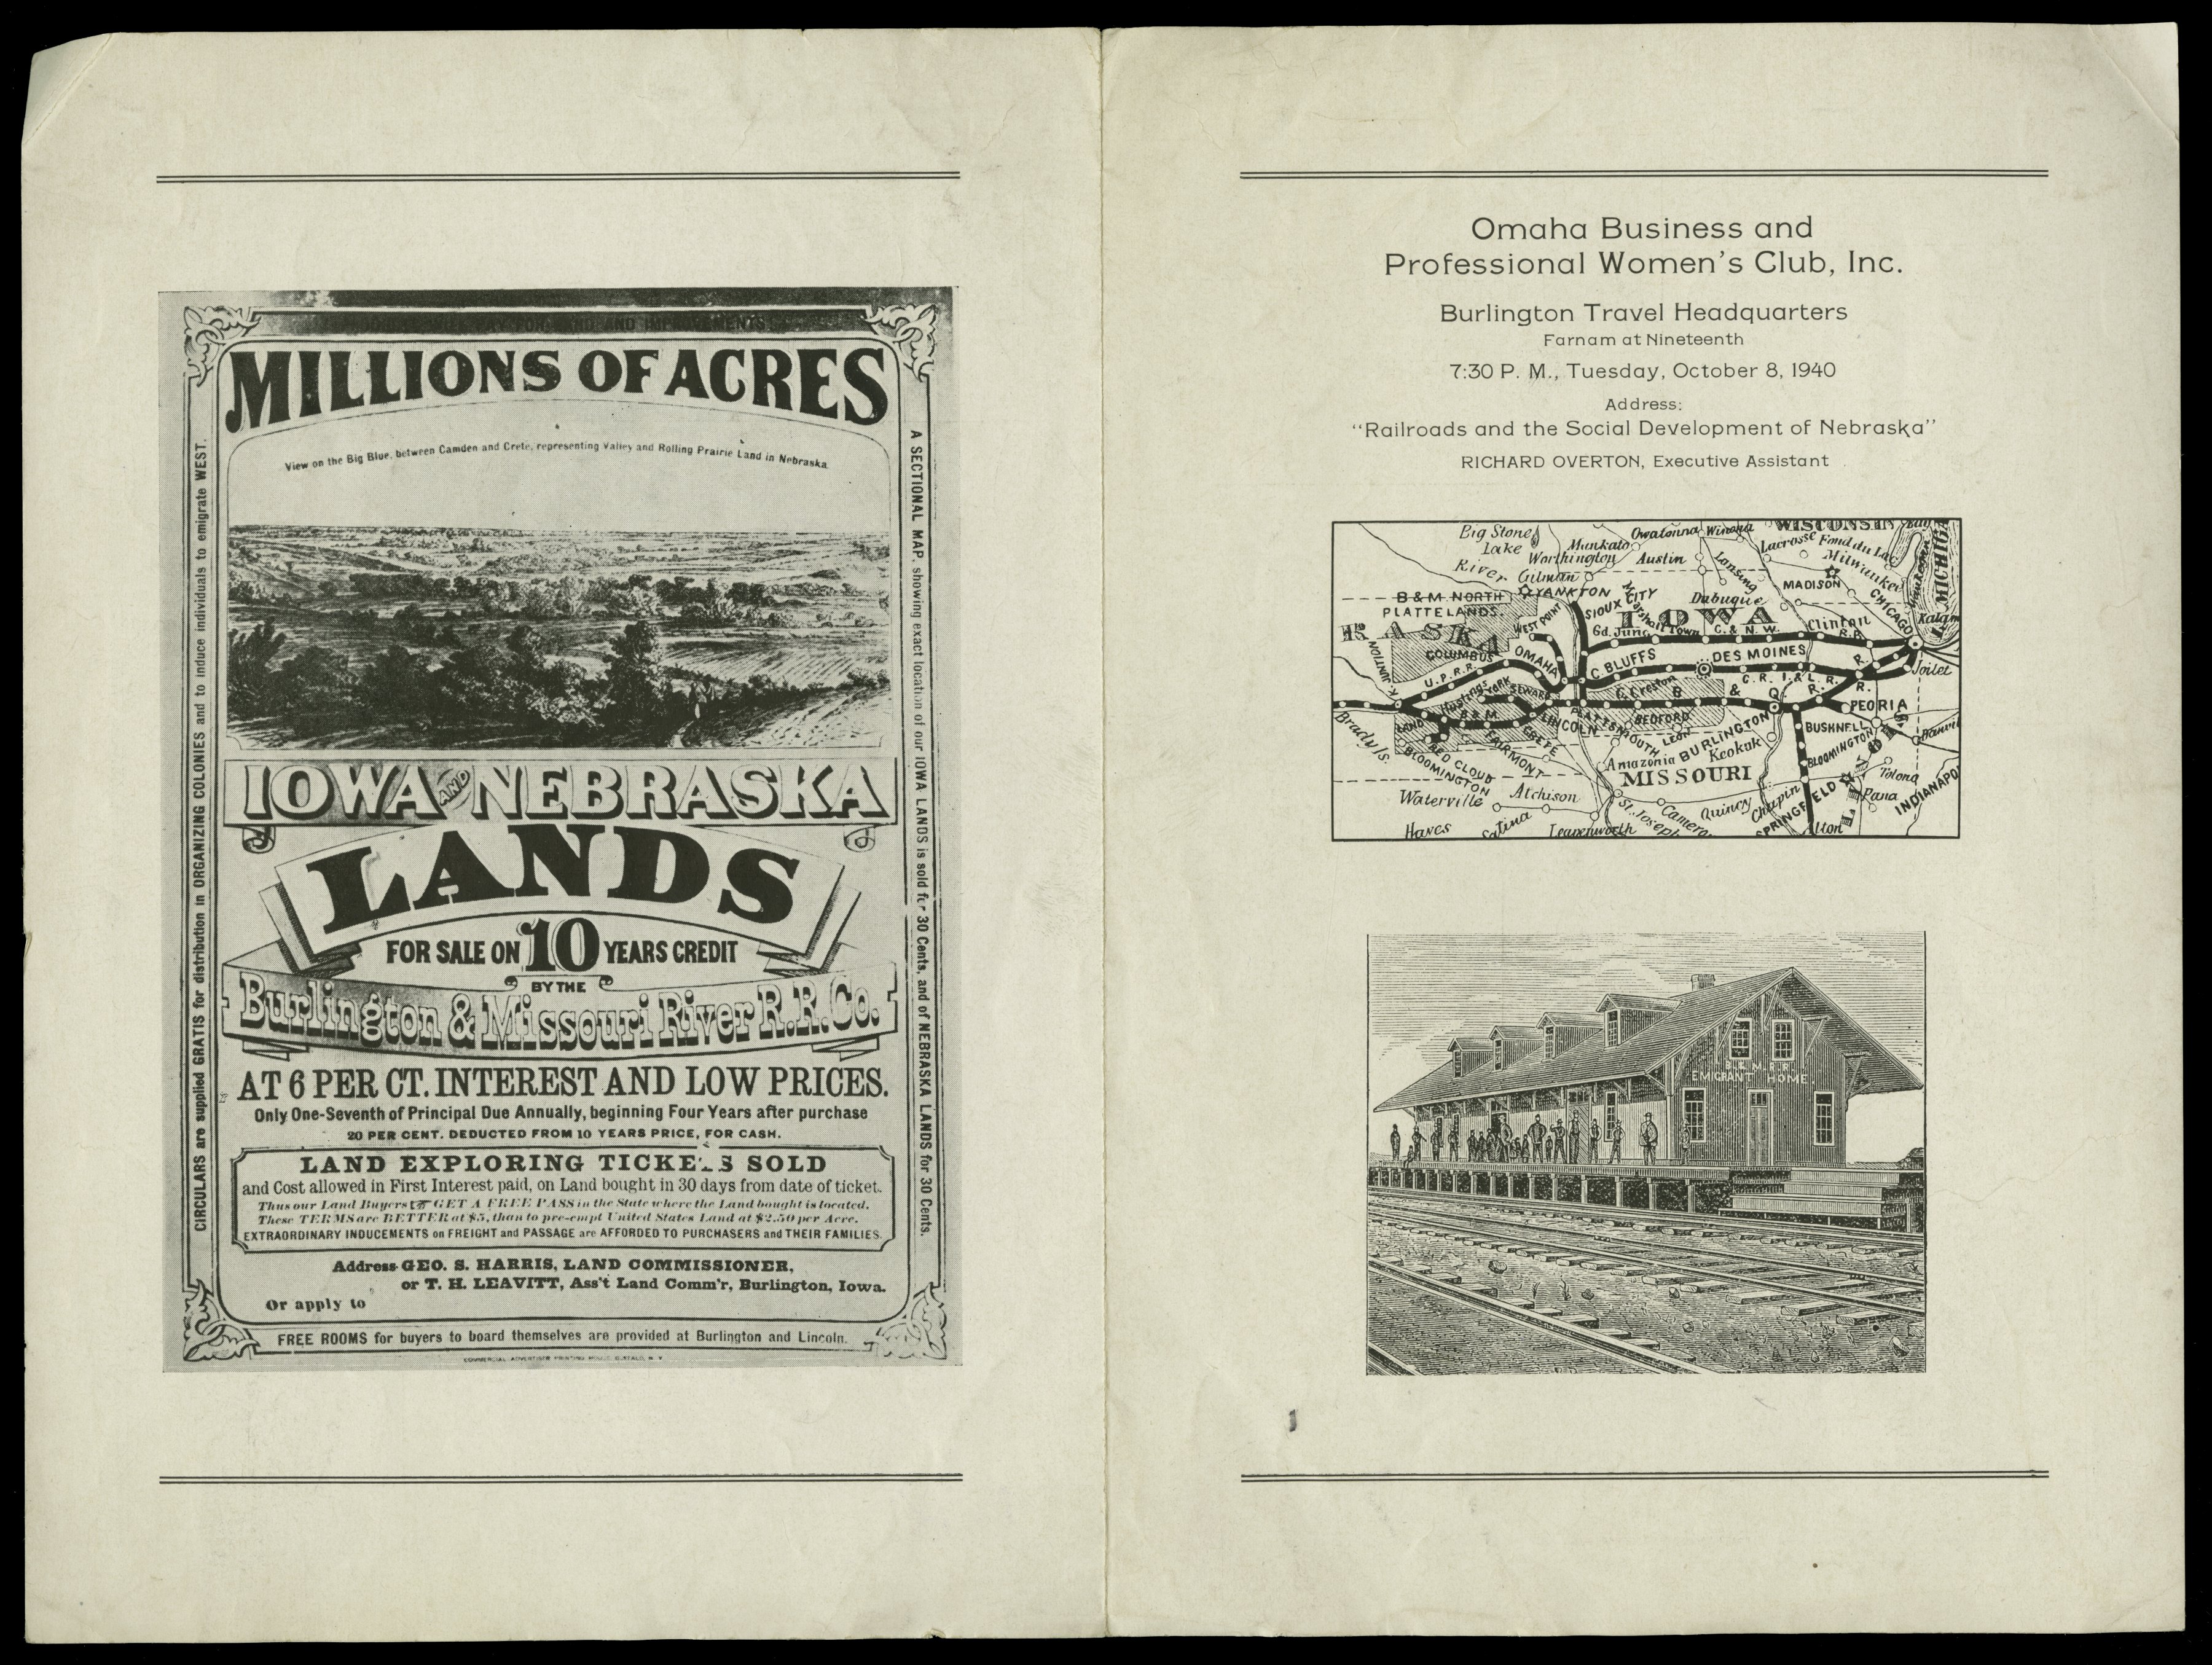 PAY FOR LAND AND IMPROVEMENTS
MILLIONS OF ACRES
View on the Big Blue, between Camden and Crete, representing Valley and Rolling Prairie Land in Nebraska.
IOWA AND NEBRASKA
LANDS
FOR SALE ON 10 YEARS CREDIT
BY THE
Burlington & Missouri River R.R.Co.
AT 6 PER CT. INTEREST AND LOW PRICES.
Only One-Seventh of Principal Due Annually, beginning Four Years after purchase
20 PER CENT. DEDUCTED FROM 10 YEARS PRICE, FOR CASH.
LAND EXPLORING TICKETS SOLD
and Cost allowed in First Interest paid, on Land bought in 30 days from date of ticket.
Thus our Land Buyers ☞ GET A FREE PASS in the State where the Land bought is located.
These TERMS are BETTER at $5, than to pre-empt United States Land at $2.50 per Acre.
EXTRAORDINARY INDUCEMENTS on FREIGHT and PASSAGE are AFFORDED TO PURCHASERS and THEIR FAMILIES.
Address GEO. S. HARRIS, LAND COMMISSIONER,
or T. H. LEAVITT, Ass't Land Comm'r, Burlington, Iowa.
Or apply to
FREE ROOMS for buyers to board themselves are provided at Burlington and Lincoln.
COMMERCIAL ADVERTISER PRINTING HOUSE, BUFFALO, N. Y.
CIRCULARS are supplied GRATIS for distribution in ORGANIZING COLONIES and to induce individuals to emigrate WEST.
A SECTIONAL MAP, showing exact location of our IOWA LANDS is sold for 30 Cents, and of NEBRASKA LANDS for 30 Cents.
Omaha Business and
Professional Women's Club, Inc.
Burlington Travel Headquarters
Farnam at Nineteenth
7:30 P. M., Tuesday, October 8, 1940
Address:
"Railroads and the Social Development of Nebraska"
RICHARD OVERTON, Executive Assistant
WISCONSIN
Big Stone Lake
Owatonna
Winona
Mankato
Worthington
Austin
Lansing
Lacrosse
Fond du Lac
Milwaukee
MICHIG
River
Gilman
MADISON
B & M. NORTH
PLATTE LANDS
YANKTON
SIOUX CITY
Dubuque
CHICAGO
IOWA
KASKA
WEST POINT
Marshall Town
Gd. Junc
C. & N. W.
Clinton
R.R.
COLUMBUS
OMAHA
C. BLUFFS
DES MOINES
Joilet
U. P. R. R.
C. R. I. & L. R. R.
Hastings
YORK
SEWARD
Creston
B & Q R. R.
PEORIA
LAND
B & M.
LINCOLN
PLATTSMOUTH
BEDFORD
LEON
BURLINGTON
BUSHNELL
CRETE
FAIRMONT
Bradyls.
RED CLOUD
BLOOMINGTON
Amazonia
Keokuk
BLOOMINGTON
MISSOURI
Tolona
Waterville
Atchison
St. Joseph
Camero
Quincy
Chapin
SPRINGFIELD
Pana
INDIANAPO
Hayes
Salina
Leavenworth
Alton
B. & M. R. R.
EMIGRANT HOME